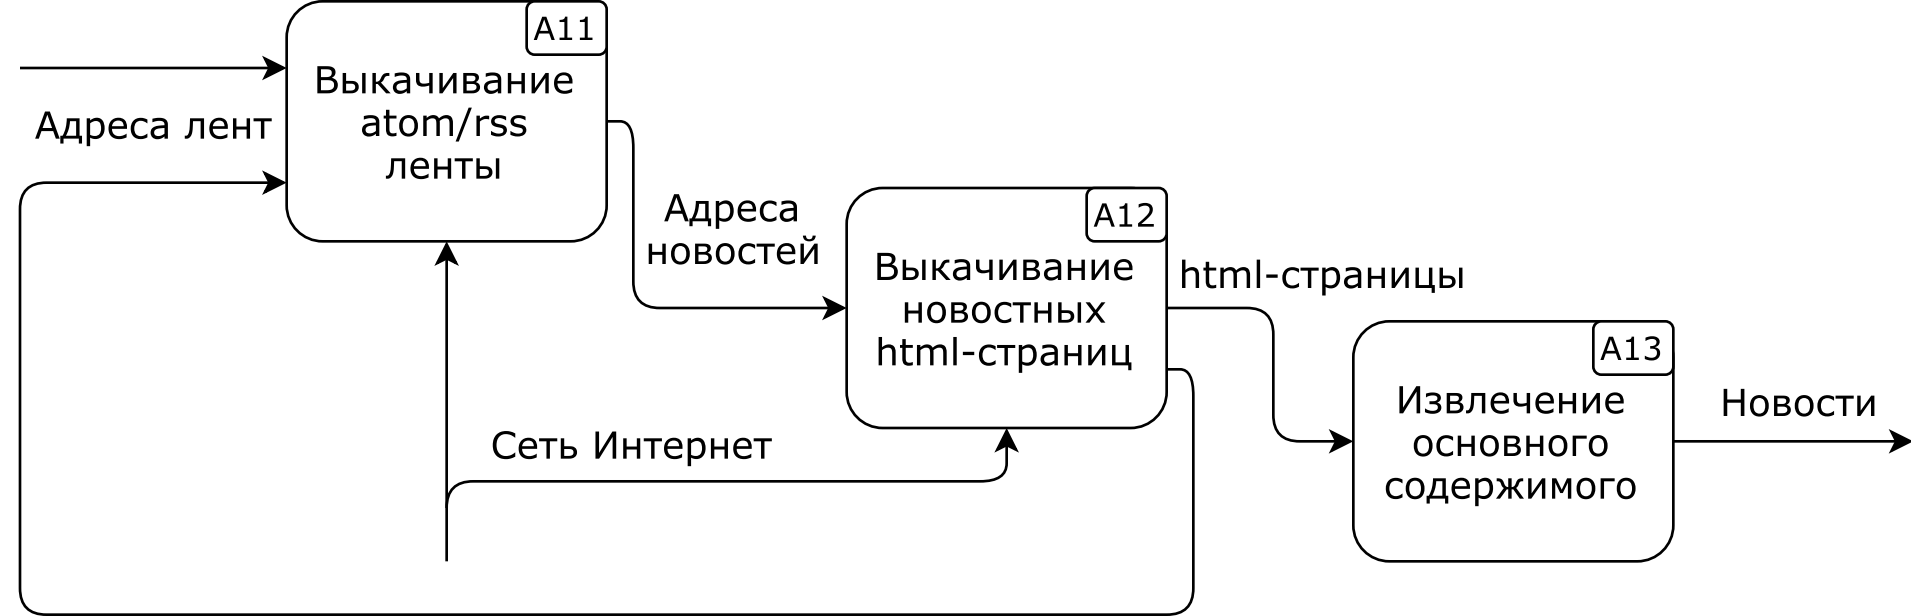 A11
Выкачивание
atom/rss
ленты
Адреса лент
Адреса
новостей
A12
Выкачивание
новостных
html-страниц
html-страницы
A13
Извлечение
основного
содержимого
Новости
Сеть Интернет